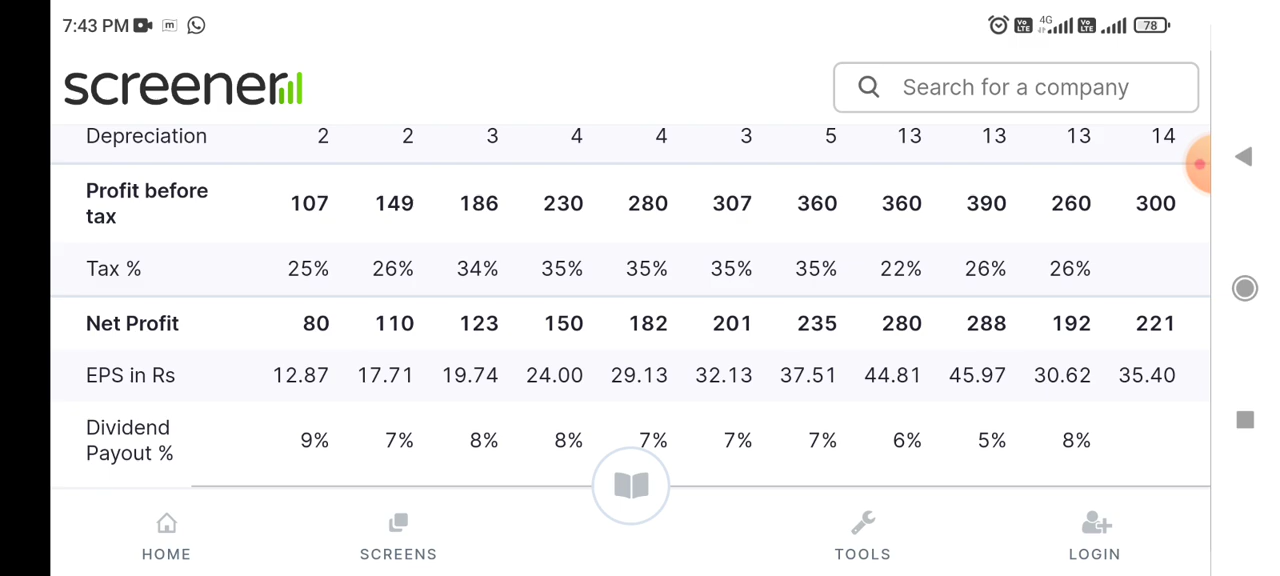 7:43 PM m Vo LTE 4G Vo LTE 78
screener Search for a company
Depreciation 2 2 3 4 4 3 5 13 13 13 14
Profit before
tax 107 149 186 230 280 307 360 360 390 260 300
Tax % 25% 26% 34% 35% 35% 35% 35% 22% 26% 26%
Net Profit 80 110 123 150 182 201 235 280 288 192 221
EPS in Rs 12.87 17.71 19.74 24.00 29.13 32.13 37.51 44.81 45.97 30.62 35.40
Dividend
Payout % 9% 7% 8% 8% 7% 7% 7% 6% 5% 8%
HOME SCREENS TOOLS LOGIN